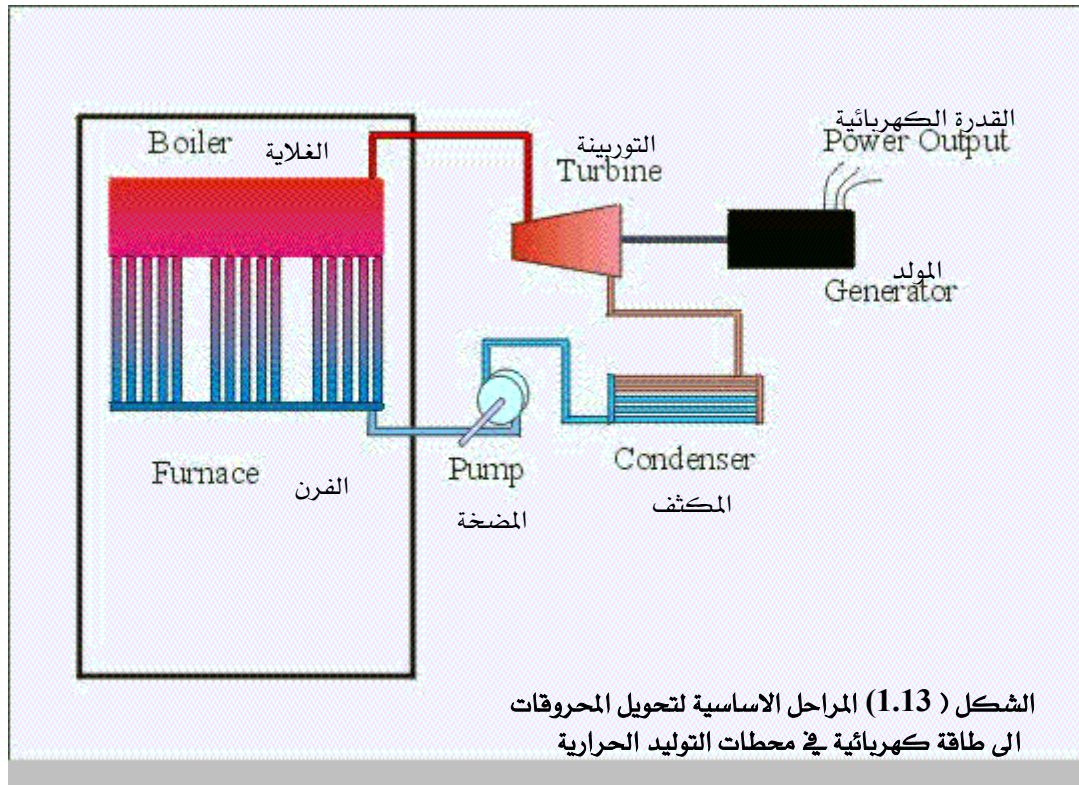 القدرة الكهربائية
Power Output
Boiler الغلاية
التوربينة
Turbine
المولد
Generator
Furnace الفرن
Pump
المضخة
Condenser
المكثف
الشكل ( 1.13) المراحل الاساسية لتحويل المحروقات
الى طاقة كهربائية في محطات التوليد الحرارية